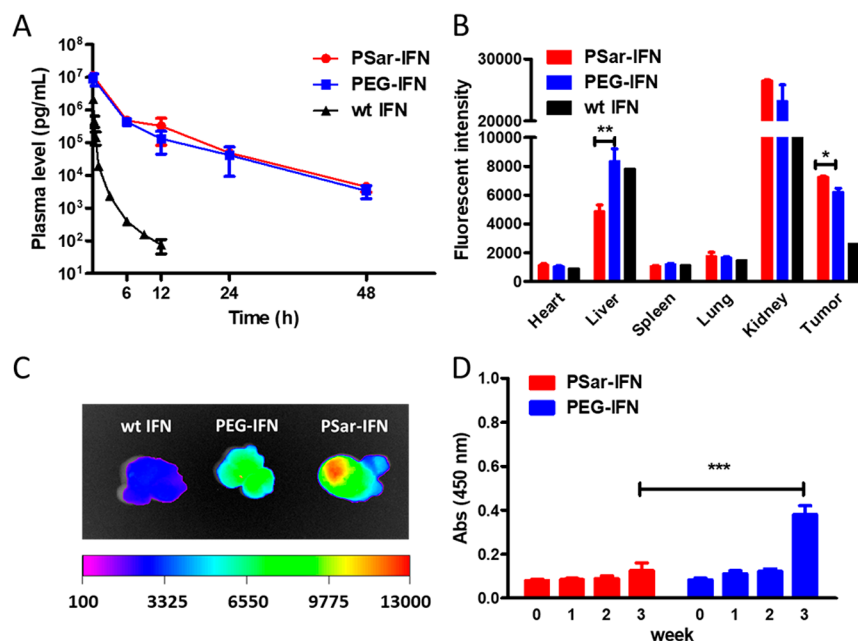 A
Plasma level (pg/mL)
10⁸
10⁷
10⁶
10⁵
10⁴
10³
10²
10¹
6 12 24 48
Time (h)
PSar-IFN
PEG-IFN
wt IFN
B
Fluorescent intensity
30000
20000
10000
8000
6000
4000
2000
0
PSar-IFN
PEG-IFN
wt IFN
**
*
Heart Liver Spleen Lung Kidney Tumor
C
wt IFN PEG-IFN PSar-IFN
100 3325 6550 9775 13000
D
Abs (450 nm)
1.0
0.8
0.6
0.4
0.2
0.0
PSar-IFN
PEG-IFN
***
0 1 2 3 0 1 2 3
week